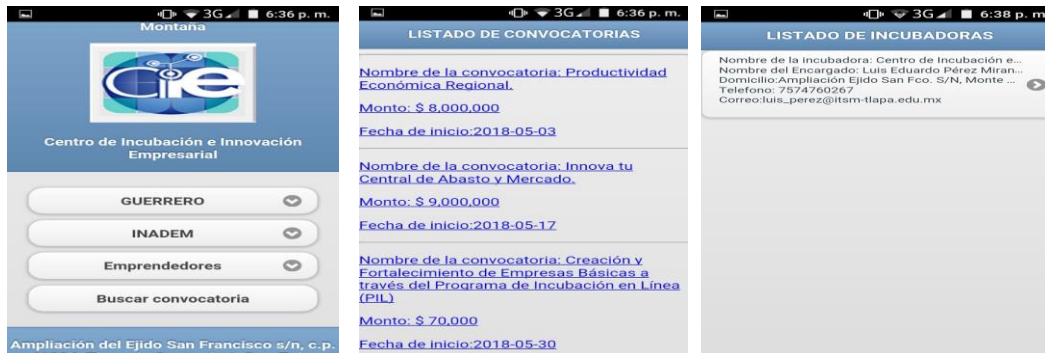 3G 6:36 p. m.
Montaña
CIE
Centro de Incubación e Innovación
Empresarial
GUERRERO
INADEM
Emprendedores
Buscar convocatoria
Ampliación del Ejido San Francisco s/n, c.p.
3G 6:36 p. m.
LISTADO DE CONVOCATORIAS
Nombre de la convocatoria: Productividad
Económica Regional.
Monto: $ 8,000,000
Fecha de inicio:2018-05-03
Nombre de la convocatoria: Innova tu
Central de Abasto y Mercado.
Monto: $ 9,000,000
Fecha de inicio:2018-05-17
Nombre de la convocatoria: Creación y
Fortalecimiento de Empresas Básicas a
través del Programa de Incubación en Línea
(PIL)
Monto: $ 70,000
Fecha de inicio:2018-05-30
3G 6:38 p. m
LISTADO DE INCUBADORAS
Nombre de la incubadora: Centro de Incubación e...
Nombre del Encargado: Luis Eduardo Pérez Miran...
Domicilio:Ampliación Ejido San Fco. S/N, Monte ...
Telefono: 7574760267
Correo:luis_perez@itsm-tlapa.edu.mx